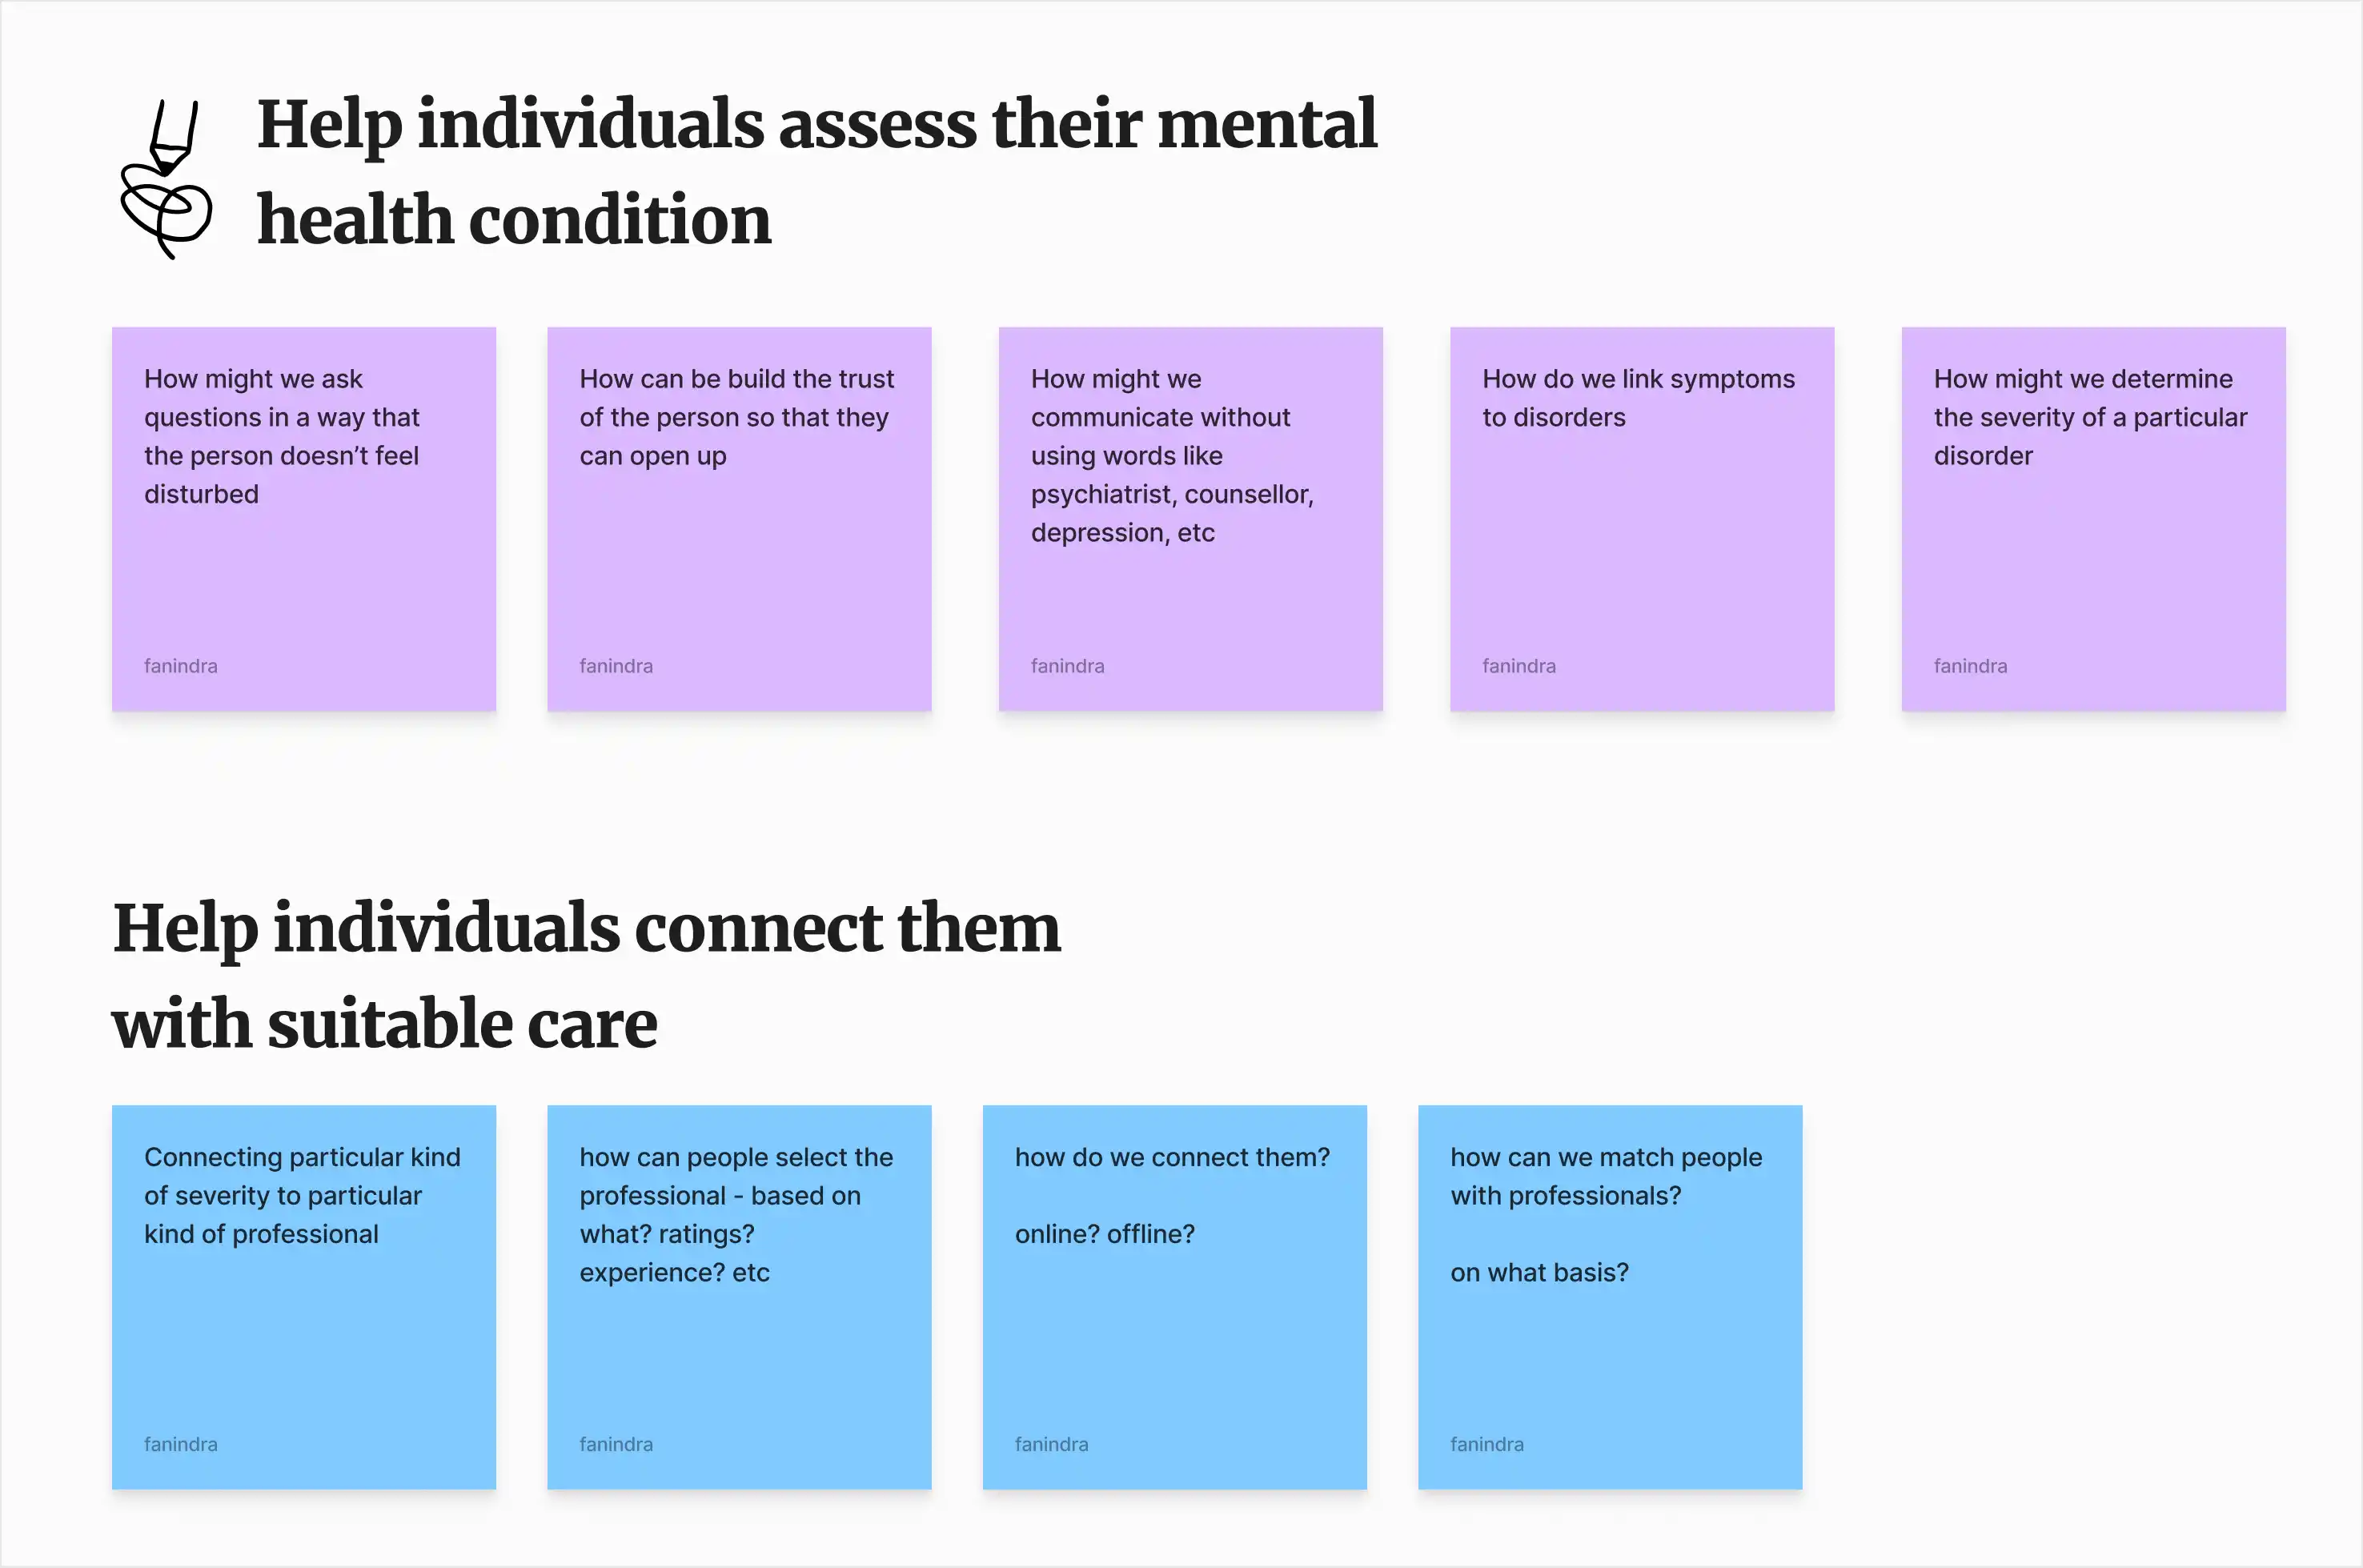 Help individuals assess their mental
health condition
How might we ask
questions in a way that
the person doesn’t feel
disturbed
fanindra
How can be build the trust
of the person so that they
can open up
fanindra
How might we
communicate without
using words like
psychiatrist, counsellor,
depression, etc
fanindra
How do we link symptoms
to disorders
fanindra
How might we determine
the severity of a particular
disorder
fanindra
Help individuals connect them
with suitable care
Connecting particular kind
of severity to particular
kind of professional
fanindra
how can people select the
professional - based on
what? ratings?
experience? etc
fanindra
how do we connect them?
online? offline?
fanindra
how can we match people
with professionals?
on what basis?
fanindra